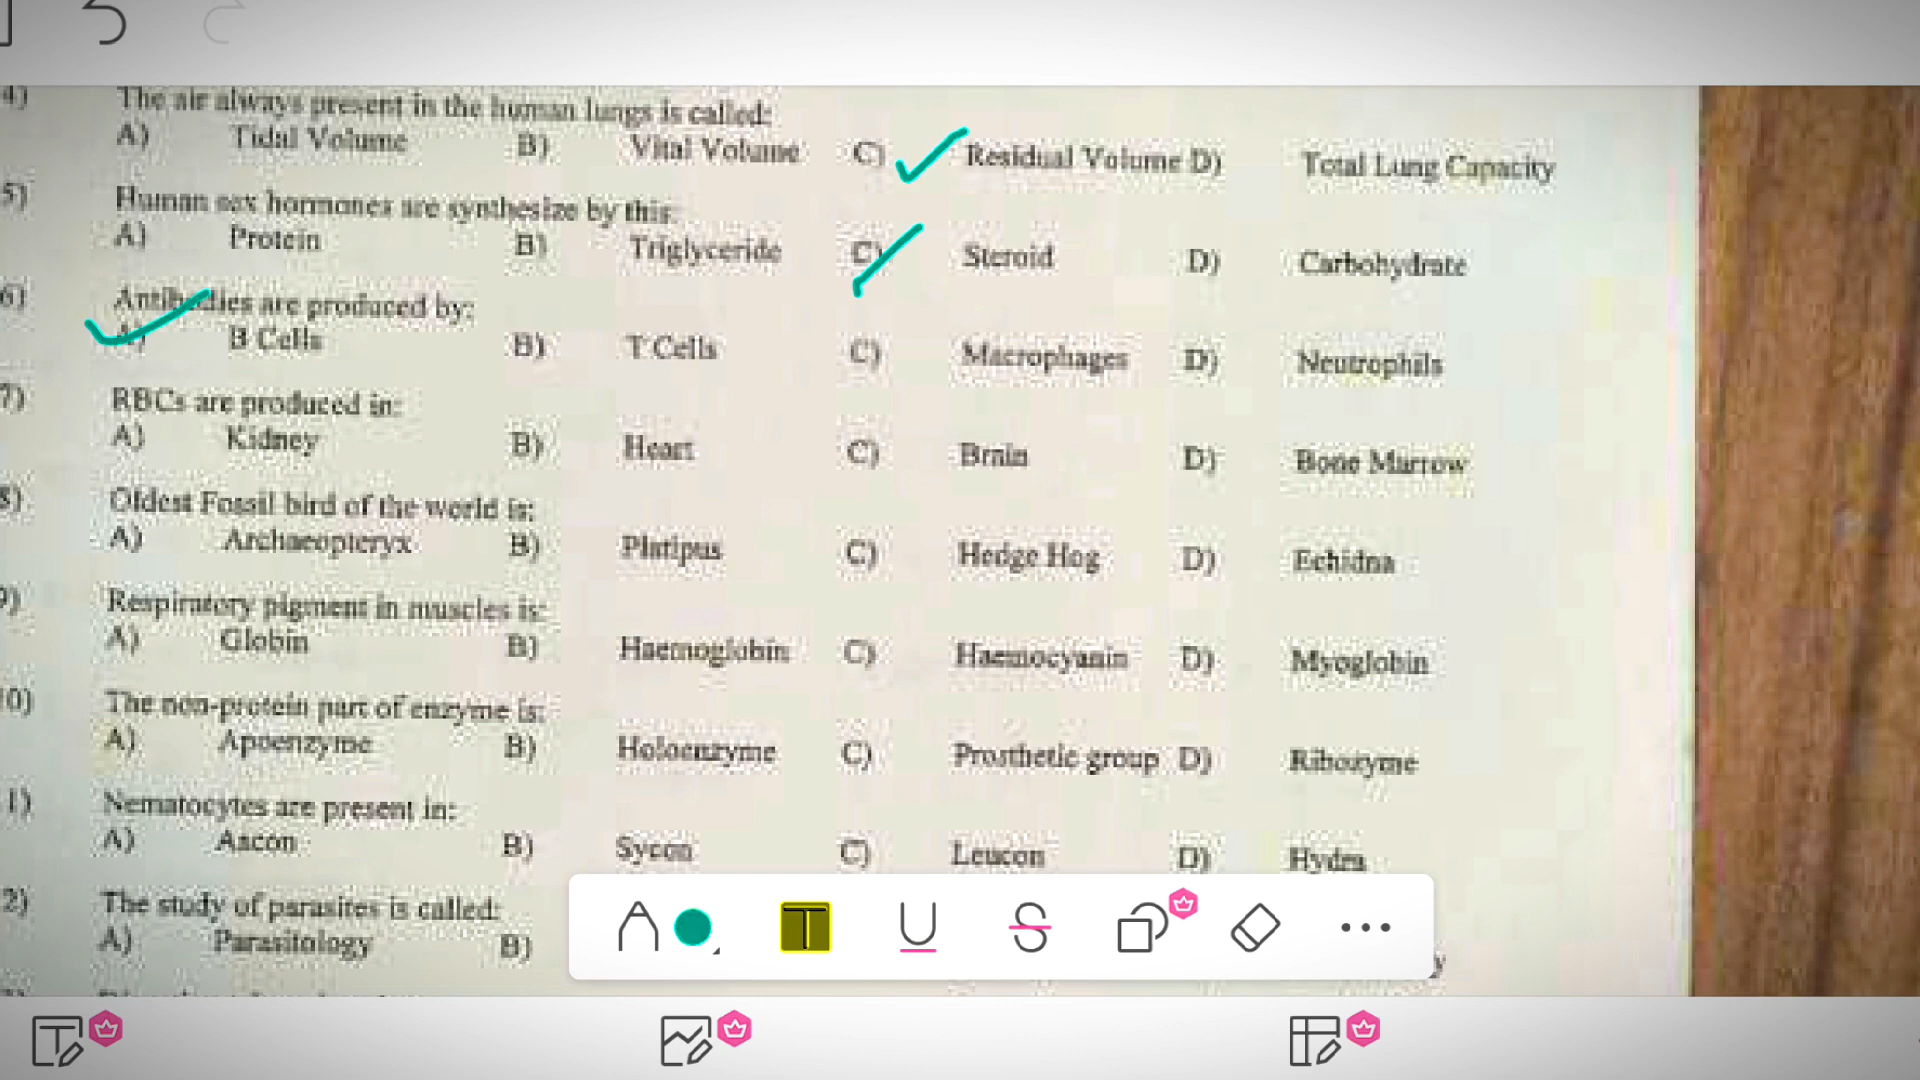 4) The air always present in the human lungs is called:
A) Tidal Volume B) Vital Volume C) Residual Volume D) Total Lung Capacity
5) Human sex hormones are synthesize by this:
A) Protein B) Triglyceride C) Steroid D) Carbohydrate
6) Antibodies are produced by:
A) B Cells B) T Cells C) Macrophages D) Neutrophils
7) RBCs are produced in:
A) Kidney B) Heart C) Brain D) Bone Marrow
8) Oldest Fossil bird of the world is:
A) Archaeopteryx B) Platipus C) Hedge Hog D) Echidna
9) Respiratory pigment in muscles is:
A) Globin B) Haemoglobin C) Haemocyanin D) Myoglobin
10) The non-protein part of enzyme is:
A) Apoenzyme B) Holoenzyme C) Prosthetic group D) Ribozyme
1) Nematocytes are present in:
A) Ascon B) Sycon C) Leucon D) Hydra
2) The study of parasites is called:
A) Parasitology B)